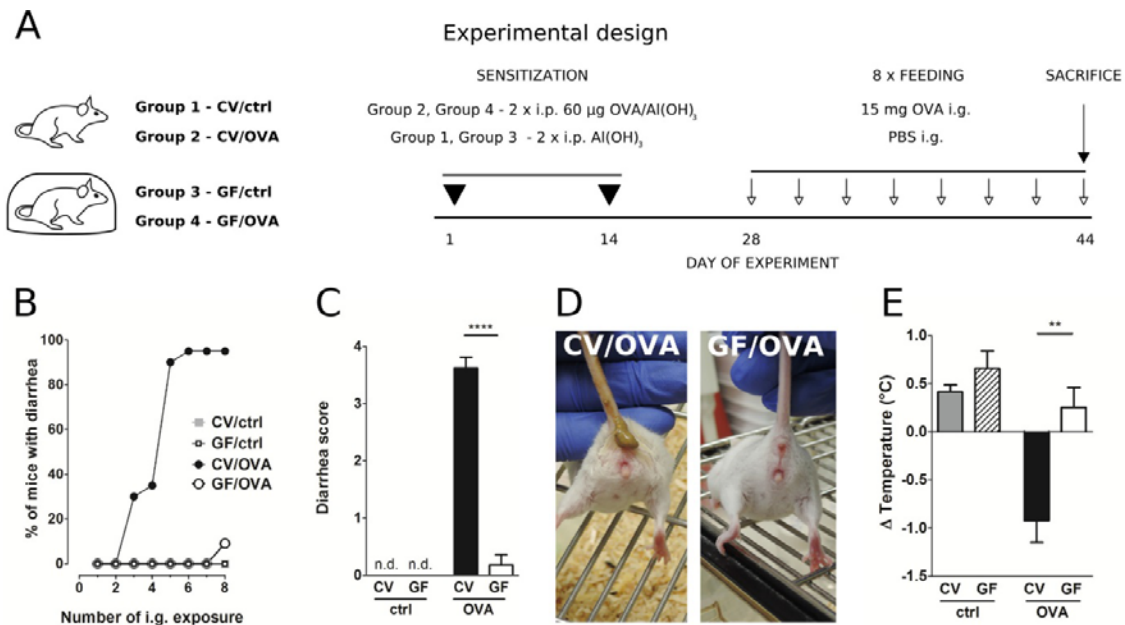 A
Experimental design
Group 1 - CV/ctrl
Group 2 - CV/OVA
Group 3 - GF/ctrl
Group 4 - GF/OVA
SENSITIZATION
Group 2, Group 4 - 2 x i.p. 60 µg OVA/Al(OH)₃
Group 1, Group 3 - 2 x i.p. Al(OH)₃
8 x FEEDING
15 mg OVA i.g.
PBS i.g.
SACRIFICE
1 14 28 44
DAY OF EXPERIMENT
B
% of mice with diarrhea
100
80
60
40
20
0
CV/ctrl
GF/ctrl
CV/OVA
GF/OVA
0 2 4 6 8
Number of i.g. exposure
C
Diarrhea score
4
2
0
****
n.d. n.d.
CV GF CV GF
ctrl OVA
D
CV/OVA
GF/OVA
E
Δ Temperature (°C)
1.0
0.5
0.0
-0.5
-1.0
-1.5
**
CV GF CV GF
ctrl OVA